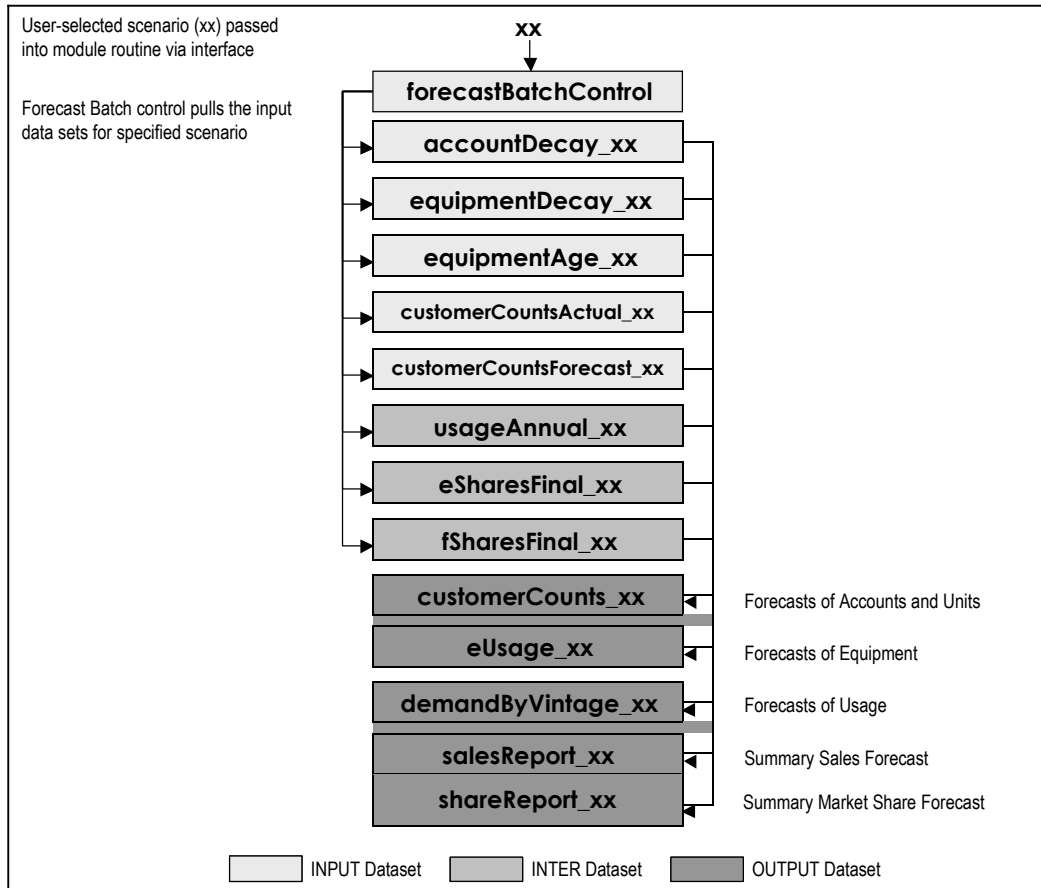 User-selected scenario (xx) passed
into module routine via interface
xx
forecastBatchControl
Forecast Batch control pulls the input
data sets for specified scenario
accountDecay_xx
equipmentDecay_xx
equipmentAge_xx
customerCountsActual_xx
customerCountsForecast_xx
usageAnnual_xx
eSharesFinal_xx
fSharesFinal_xx
customerCounts_xx
Forecasts of Accounts and Units
eUsage_xx
Forecasts of Equipment
demandByVintage_xx
Forecasts of Usage
salesReport_xx
Summary Sales Forecast
shareReport_xx
Summary Market Share Forecast
INPUT Dataset
INTER Dataset
OUTPUT Dataset